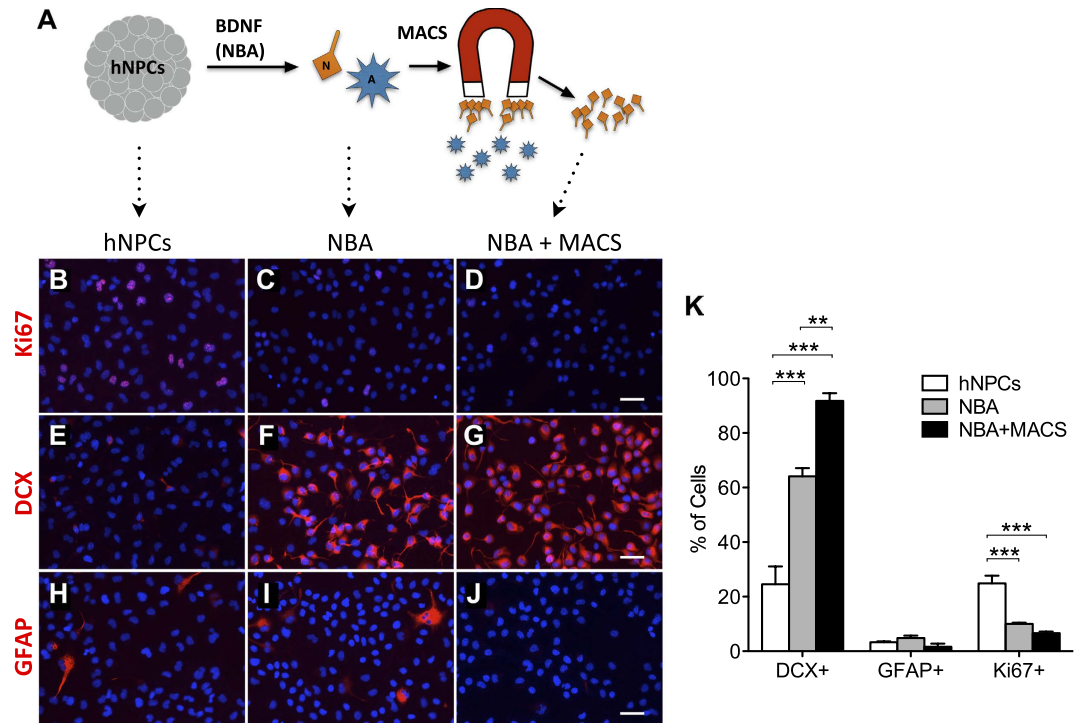 A
hNPCs
BDNF
(NBA)
N
A
MACS
hNPCs
NBA
NBA + MACS
Ki67
B
C
D
DCX
E
F
G
GFAP
H
I
J
K
**
***
***
***
***
hNPCs
NBA
NBA+MACS
% of Cells
100
80
60
40
20
0
DCX+
GFAP+
Ki67+